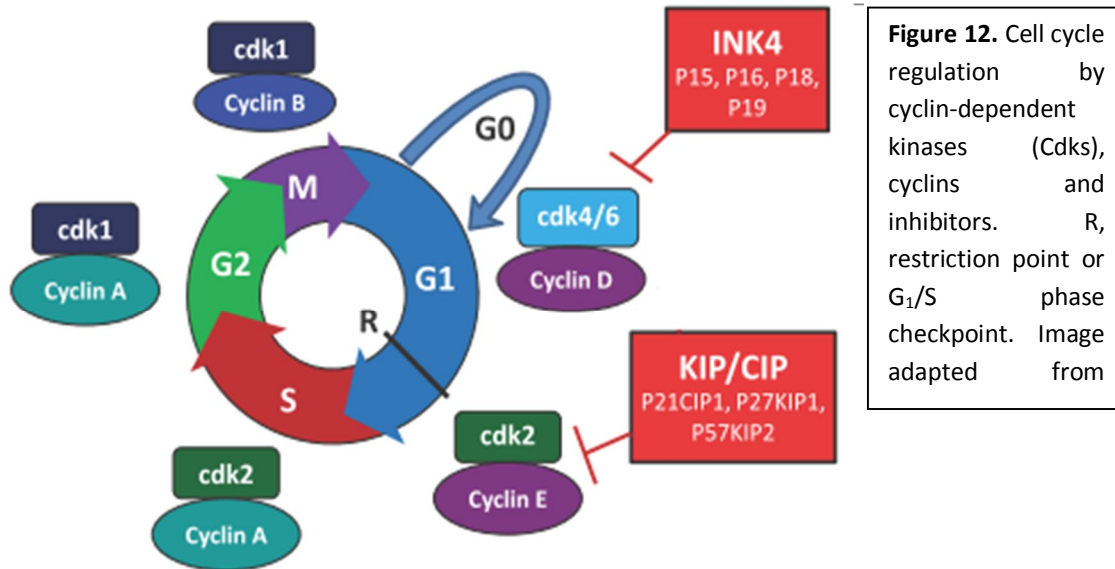 cdk1
Cyclin B
INK4
P15, P16, P18,
P19
G0
M
cdk1
Cyclin A
G2
G1
cdk4/6
Cyclin D
R
S
KIP/CIP
P21CIP1, P27KIP1,
P57KIP2
cdk2
Cyclin E
cdk2
Cyclin A
Figure 12. Cell cycle
regulation by
cyclin-dependent
kinases (Cdks),
cyclins and
inhibitors. R,
restriction point or
G₁/S phase
checkpoint. Image
adapted from